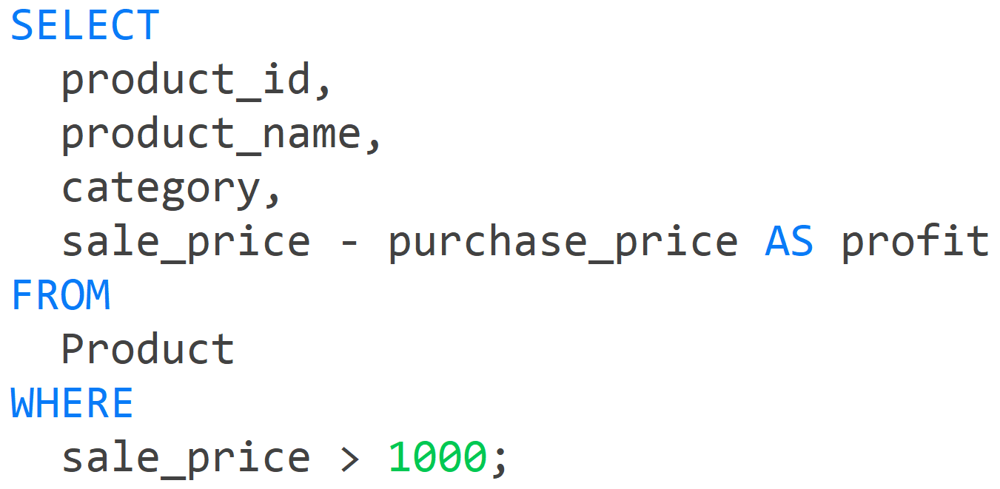 SELECT
  product_id,
  product_name,
  category,
  sale_price - purchase_price AS profit
FROM
  Product
WHERE
  sale_price > 1000;